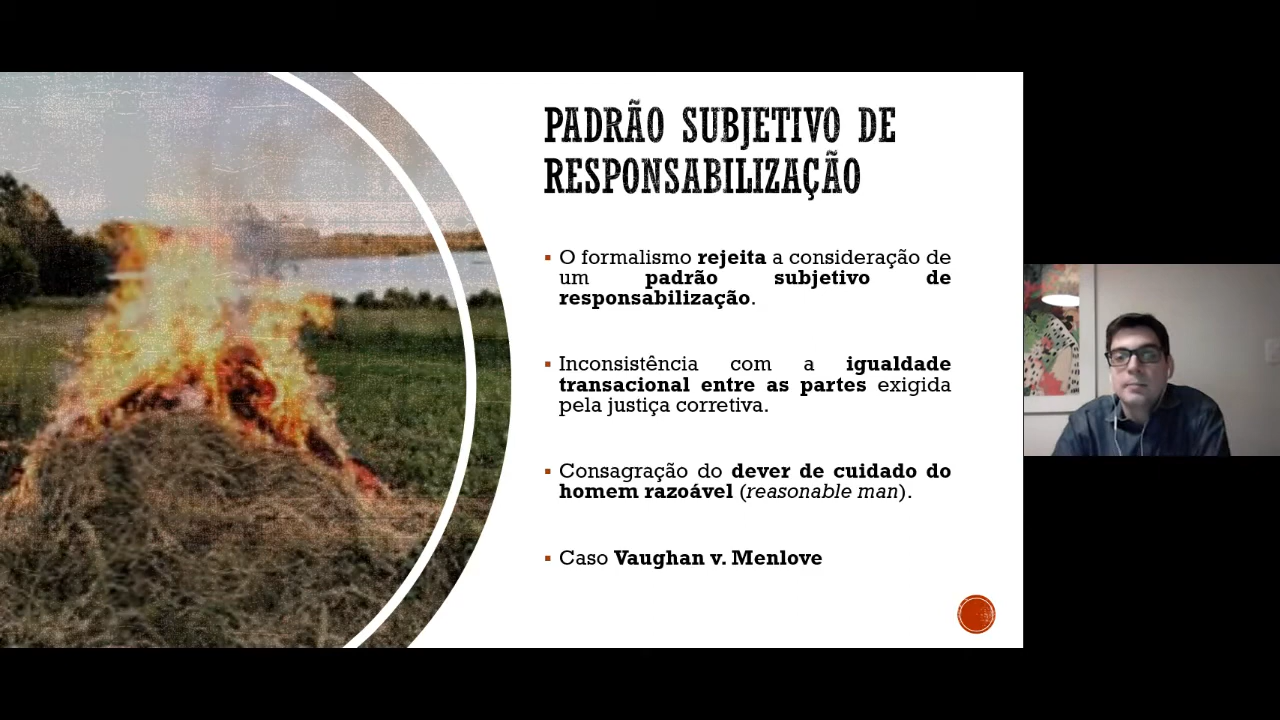 PADRÃO SUBJETIVO DE
RESPONSABILIZAÇÃO
▪ O formalismo rejeita a consideração de
um padrão subjetivo de
responsabilização.
▪ Inconsistência com a igualdade
transacional entre as partes exigida
pela justiça corretiva.
▪ Consagração do dever de cuidado do
homem razoável (reasonable man).
▪ Caso Vaughan v. Menlove